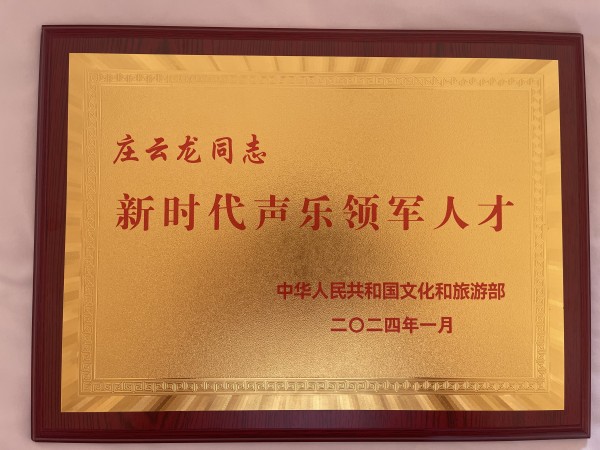 庄云龙同志
新时代声乐领军人才
中华人民共和国文化和旅游部
二〇二四年一月